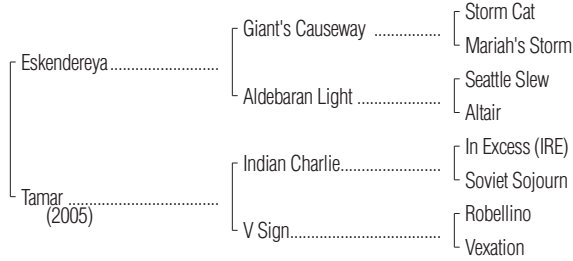 Storm Cat
Giant's Causeway ..................
Mariah's Storm
Eskendereya..............................
Seattle Slew
Aldebaran Light .......................
Altair
In Excess (IRE)
Indian Charlie...........................
Soviet Sojourn
Tamar ..........................................
(2005)
Robellino
V Sign.........................................
Vexation